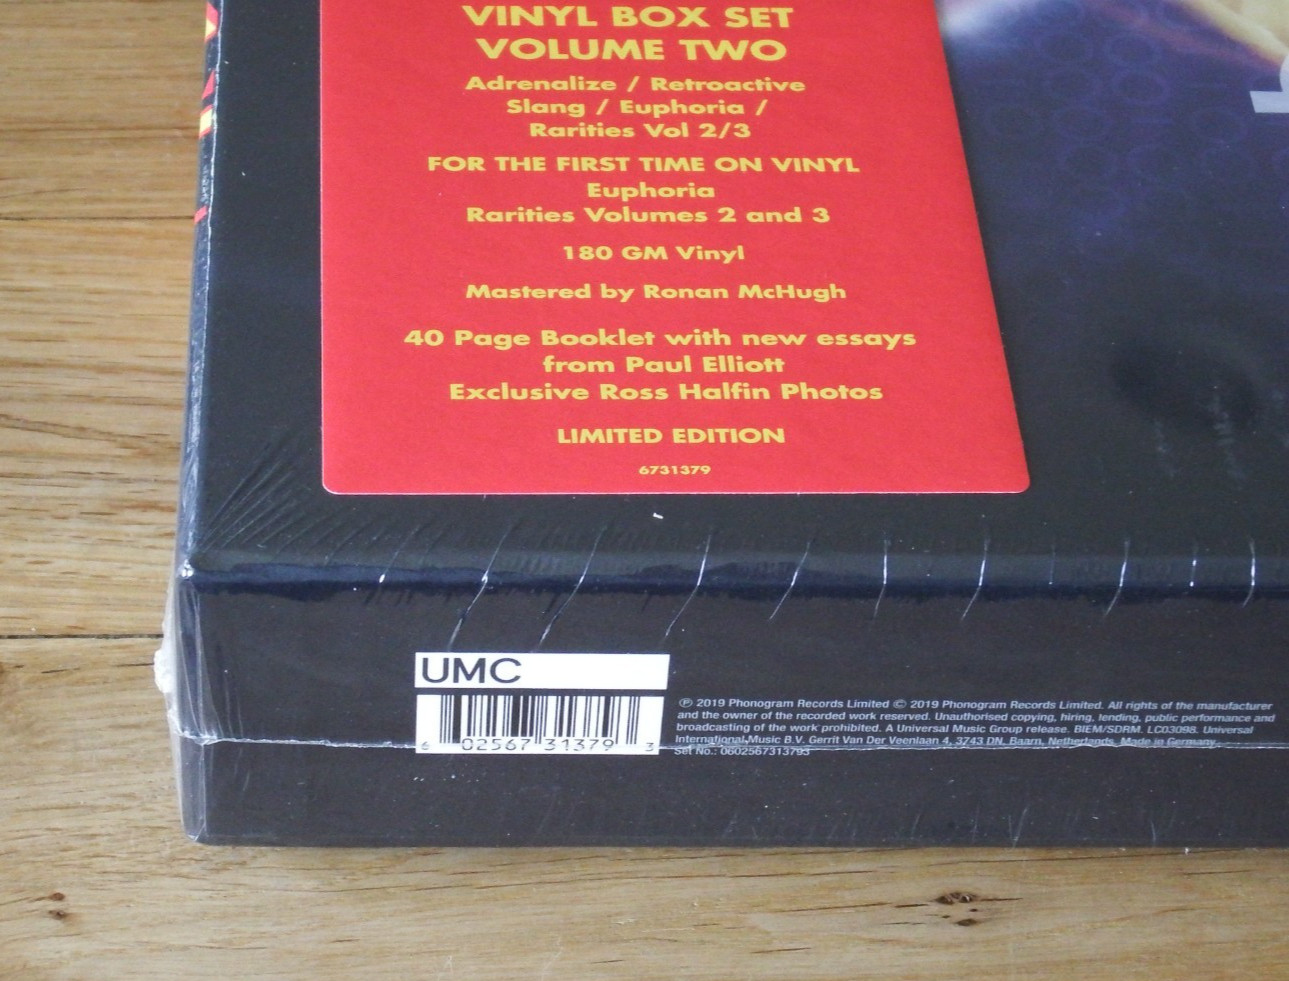 VINYL BOX SET
VOLUME TWO
Adrenalize / Retroactive
Slang / Euphoria /
Rarities Vol 2/3
FOR THE FIRST TIME ON VINYL
Euphoria
Rarities Volumes 2 and 3
180 GM Vinyl
Mastered by Ronan McHugh
40 Page Booklet with new essays
from Paul Elliott
Exclusive Ross Halfin Photos
LIMITED EDITION
6731379
UMC
6 02567 31379 3
℗ 2019 Phonogram Records Limited © 2019 Phonogram Records Limited. All rights of the manufacturer
and the owner of the recorded work reserved. Unauthorised copying, hiring, lending, public performance and
broadcasting of the work prohibited. A Universal Music Group release. BIEM/SDRM. LC03098. Universal
International Music B.V. Gerrit Van Der Veenlaan 4, 3743 DN, Baarn, Netherlands. Made in Germany.
Set No.: 0602567313793